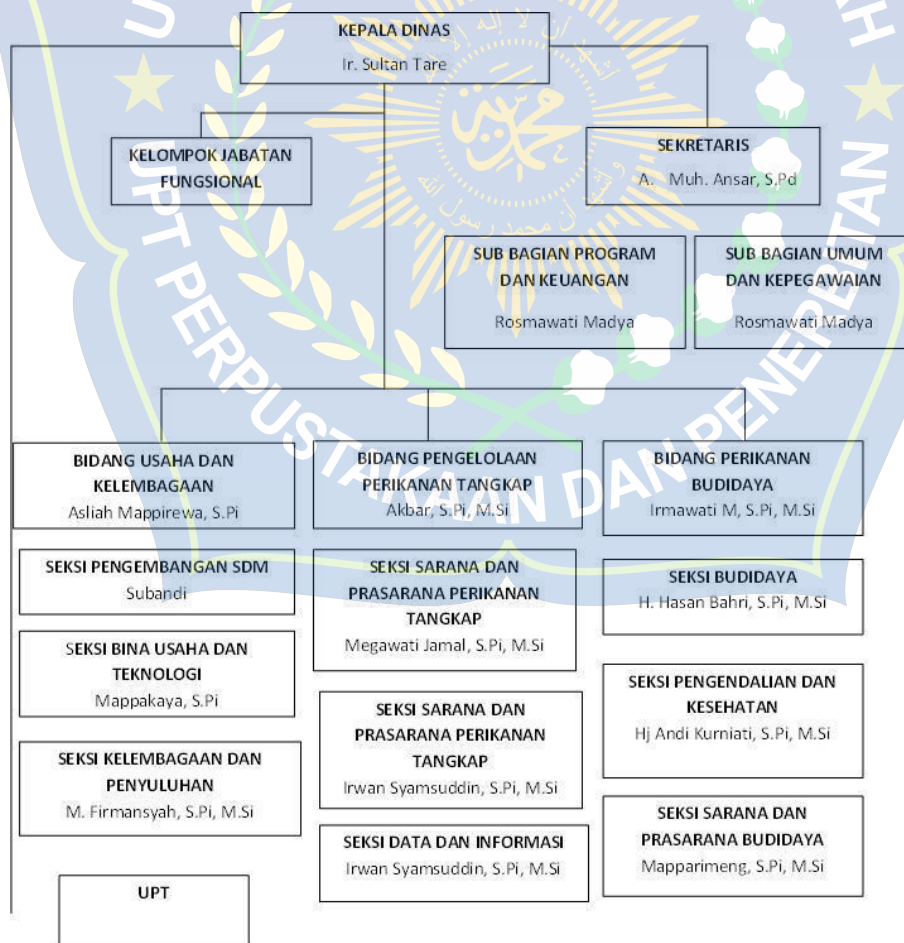 KEPALA DINAS
Ir. Sultan Tare
KELOMPOK JABATAN
FUNGSIONAL
SEKRETARIS
A. Muh. Ansar, S.Pd
SUB BAGIAN PROGRAM
DAN KEUANGAN
Rosmawati Madya
SUB BAGIAN UMUM
DAN KEPEGAWAIAN
Rosmawati Madya
BIDANG USAHA DAN
KELEMBAGAAN
Asliah Mappirewa, S.Pi
SEKSI PENGEMBANGAN SDM
Subandi
SEKSI BINA USAHA DAN
TEKNOLOGI
Mappakaya, S.Pi
SEKSI KELEMBAGAAN DAN
PENYULUHAN
M. Firmansyah, S.Pi, M.Si
UPT
BIDANG PENGELOLAAN
PERIKANAN TANGKAP
Akbar, S.Pi, M.Si
SEKSI SARANA DAN
PRASARANA PERIKANAN
TANGKAP
Megawati Jamal, S.Pi, M.Si
SEKSI SARANA DAN
PRASARANA PERIKANAN
TANGKAP
Irwan Syamsuddin, S.Pi, M.Si
SEKSI DATA DAN INFORMASI
Irwan Syamsuddin, S.Pi, M.Si
BIDANG PERIKANAN
BUDIDAYA
Irmawati M, S.Pi, M.Si
SEKSI BUDIDAYA
H. Hasan Bahri, S.Pi, M.Si
SEKSI PENGENDALIAN DAN
KESEHATAN
Hj Andi Kurniati, S.Pi, M.Si
SEKSI SARANA DAN
PRASARANA BUDIDAYA
Mapparimeng, S.Pi, M.Si
UPT PERPUSTAKAAN DAN PENERBITAN
محمد